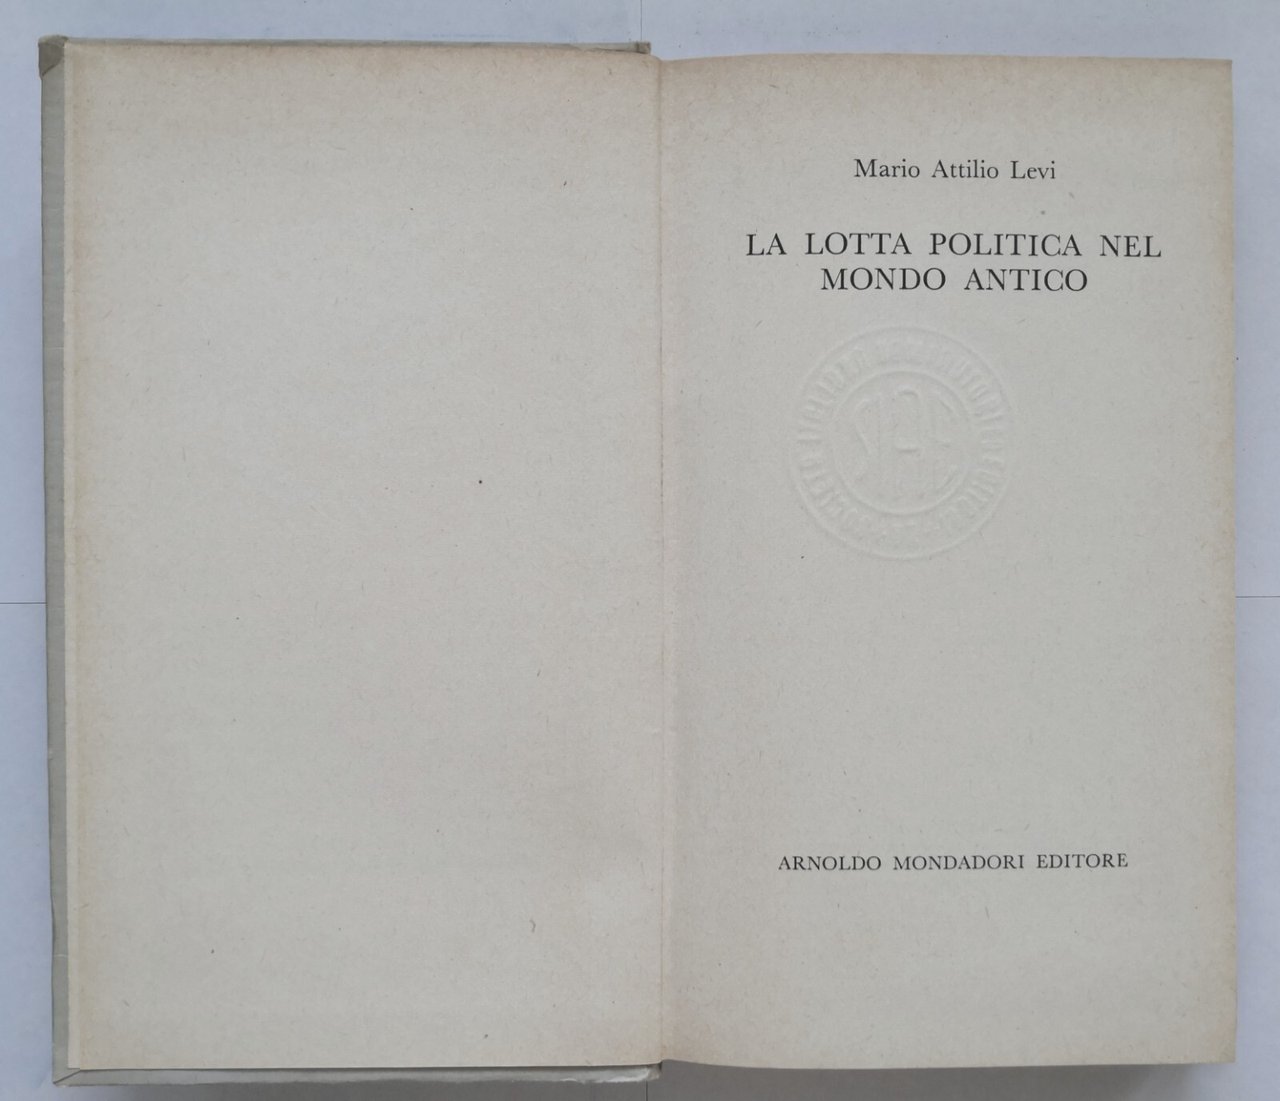 Mario Attilio Levi
LA LOTTA POLITICA NEL
MONDO ANTICO
ARNOLDO MONDADORI EDITORE